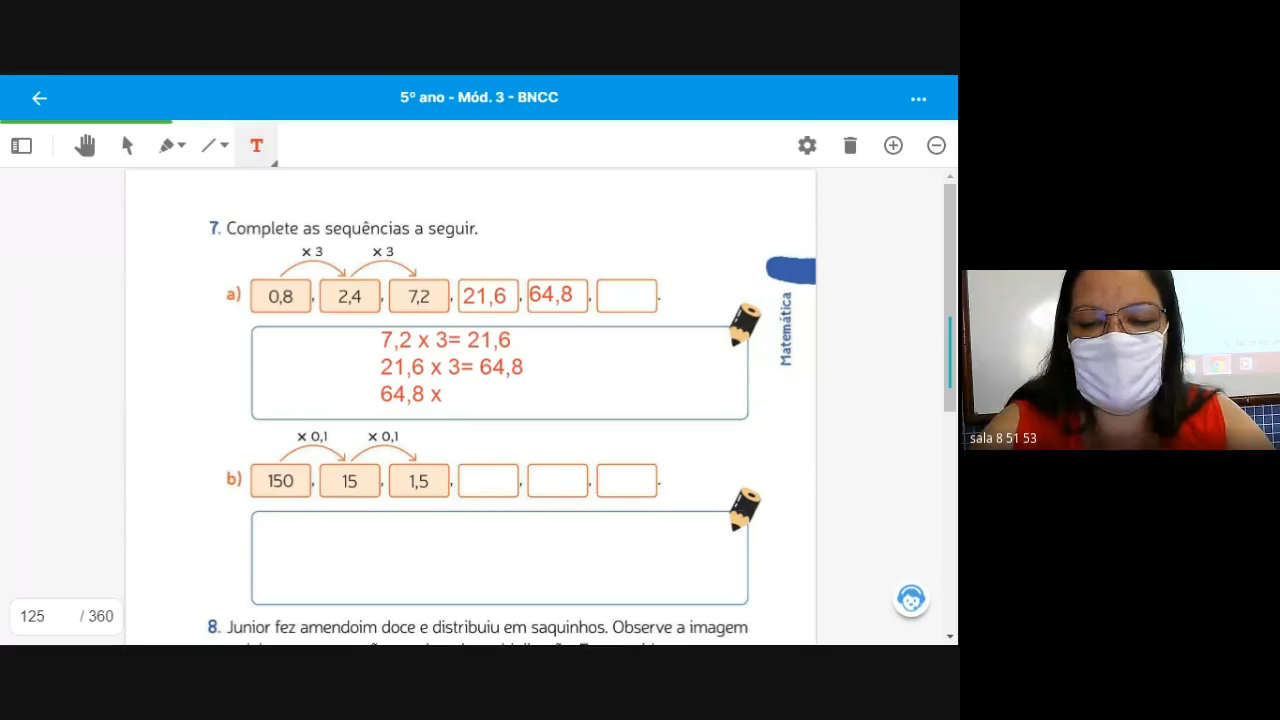 5º ano - Mód. 3 - BNCC
T
7. Complete as sequências a seguir.
x 3 x 3
a) 0,8 , 2,4 , 7,2 , 21,6 , 64,8 , .
7,2 x 3= 21,6
21,6 x 3= 64,8
64,8 x
Matemática
x 0,1 x 0,1
b) 150 , 15 , 1,5 , , , .
125 / 360
8. Junior fez amendoim doce e distribuiu em saquinhos. Observe a imagem
sala 8 51 53